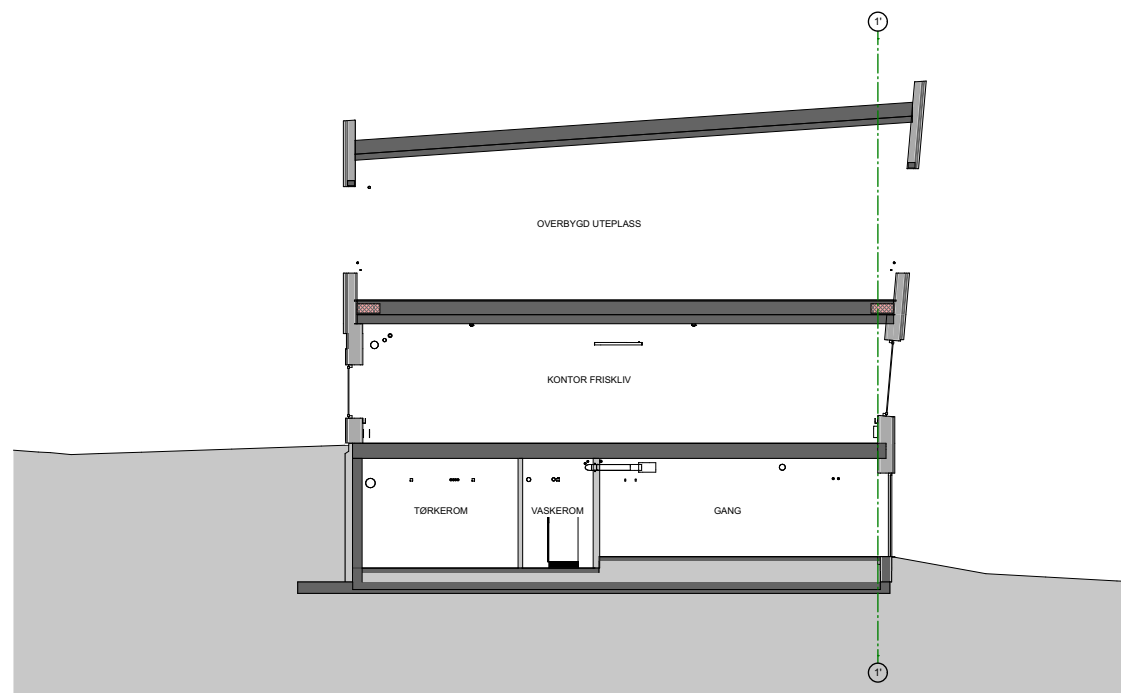 1'
OVERBYGD UTEPLASS
KONTOR FRISKLIV
TØRKEROM
VASKEROM
GANG
1'